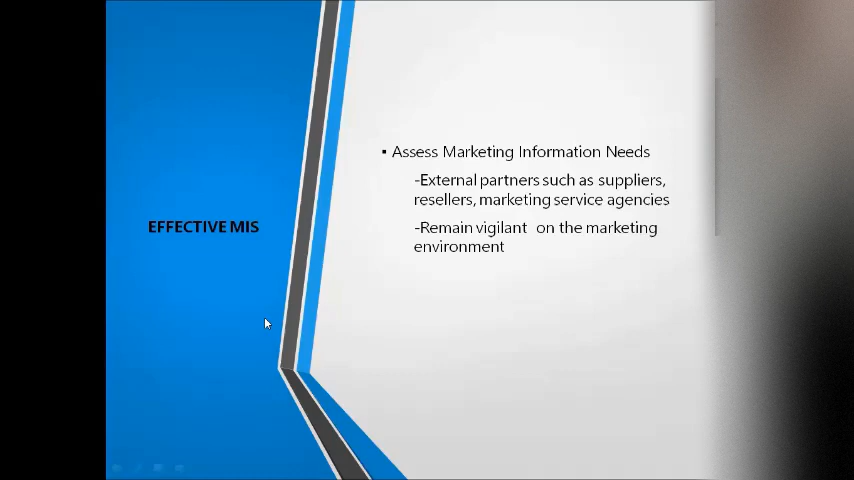 EFFECTIVE MIS
▪ Assess Marketing Information Needs
-External partners such as suppliers,
resellers, marketing service agencies
-Remain vigilant on the marketing
environment